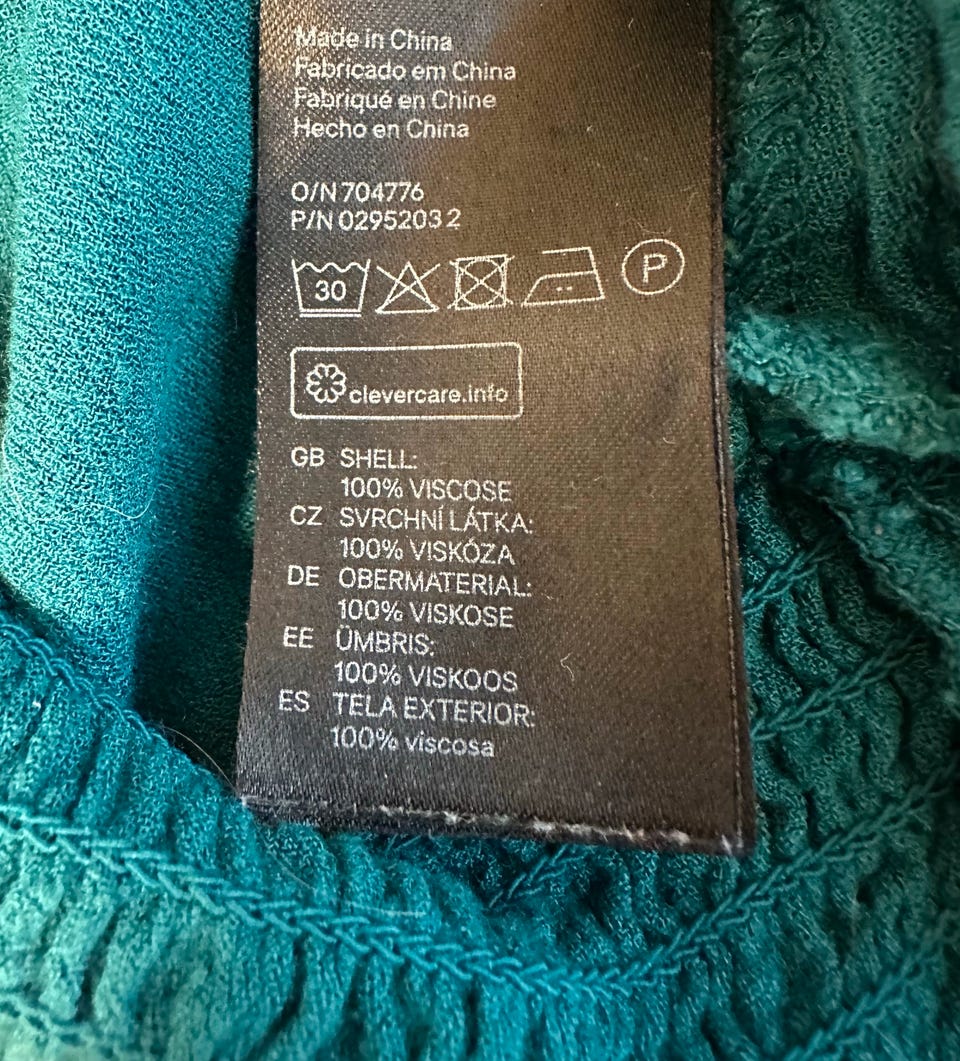 Made in China
Fabricado em China
Fabriqué en Chine
Hecho en China
O/N 704776
P/N 0295203 2
30 P
clevercare.info
GB SHELL:
100% VISCOSE
CZ SVRCHNÍ LÁTKA:
100% VISKÓZA
DE OBERMATERIAL:
100% VISKOSE
EE ÜMBRIS:
100% VISKOOS
ES TELA EXTERIOR:
100% viscosa